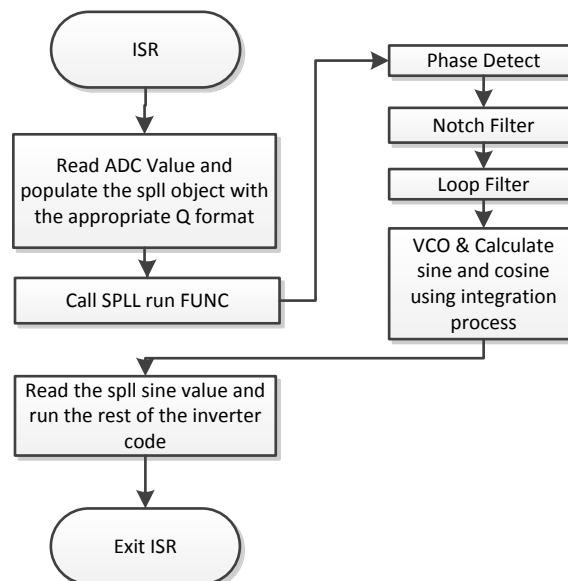 ISR
Read ADC Value and
populate the spll object with
the appropriate Q format
Call SPLL run FUNC
Phase Detect
Notch Filter
Loop Filter
VCO & Calculate
sine and cosine
using integration
process
Read the spll sine value and
run the rest of the inverter
code
Exit ISR